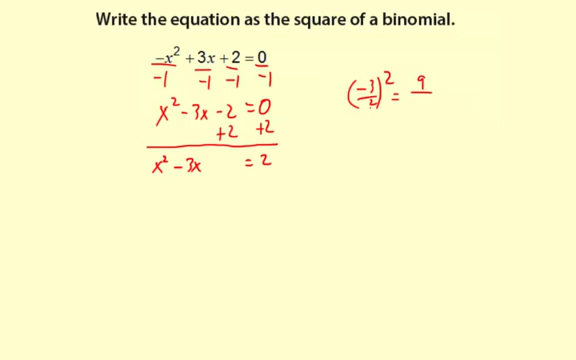 Write the equation as the square of a binomial.
-x² + 3x + 2 = 0
-1 -1 -1 -1
x² - 3x - 2 = 0
+2 +2
x² - 3x = 2
(-3/2)² = 9